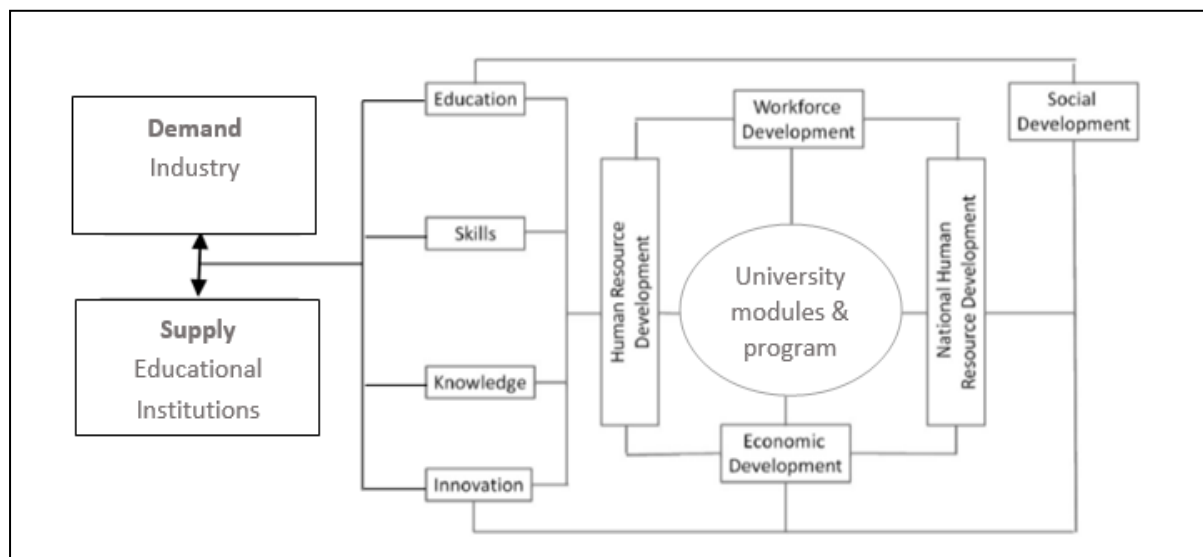 Demand
Industry
Supply
Educational
Institutions
Education
Skills
Knowledge
Innovation
Human Resource
Development
Workforce
Development
University
modules &
program
Economic
Development
National Human
Resource Development
Social
Development